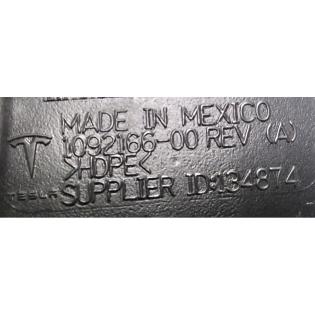 MADE IN MEXICO
1092166-00 REV (A)
>HDPE<
TESLA SUPPLIER ID:134874